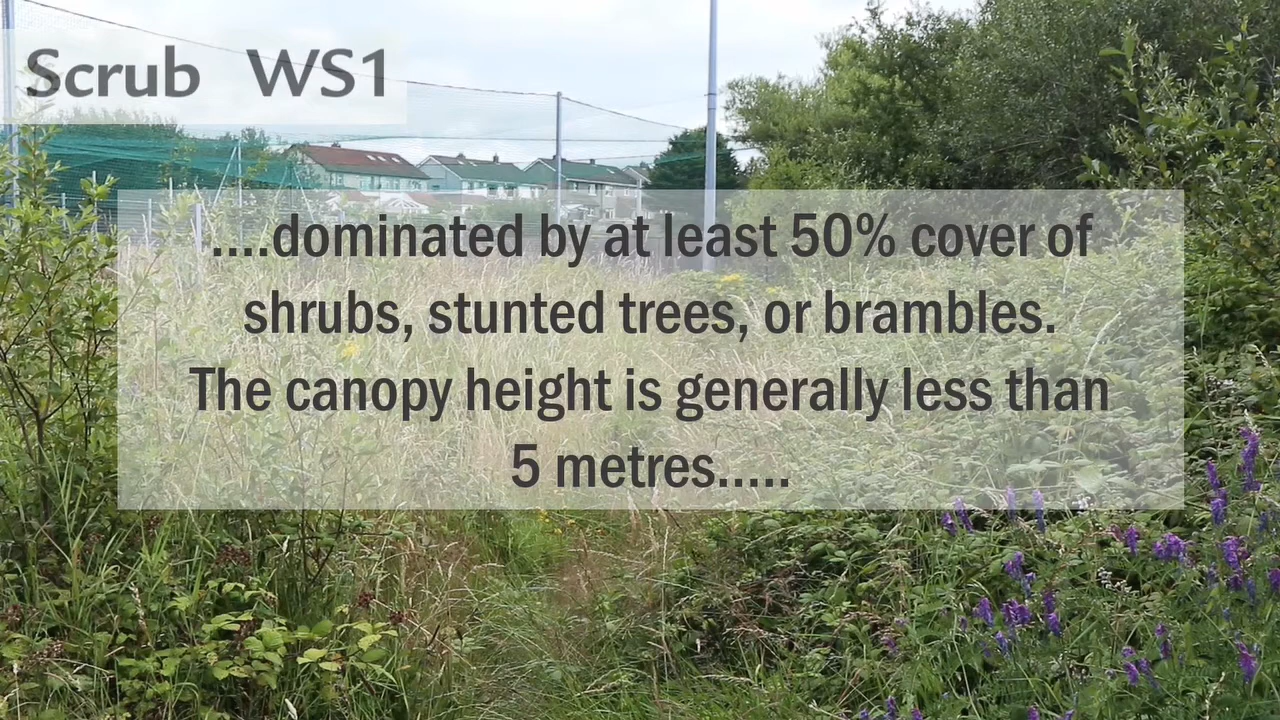 Scrub WS1
....dominated by at least 50% cover of
shrubs, stunted trees, or brambles.
The canopy height is generally less than
5 metres.....